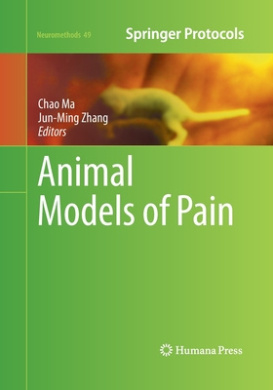 Neuromethods 49
Springer Protocols
Chao Ma
Jun-Ming Zhang
Editors
Animal
Models of Pain
Humana Press